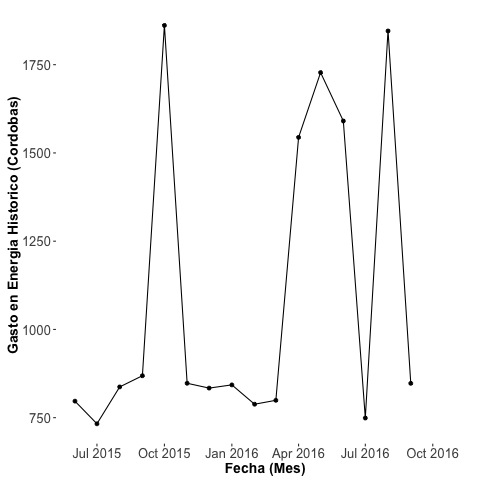 Gasto en Energia Historico (Cordobas)
1750
1500
1250
1000
750
Jul 2015 Oct 2015 Jan 2016 Apr 2016 Jul 2016 Oct 2016
Fecha (Mes)